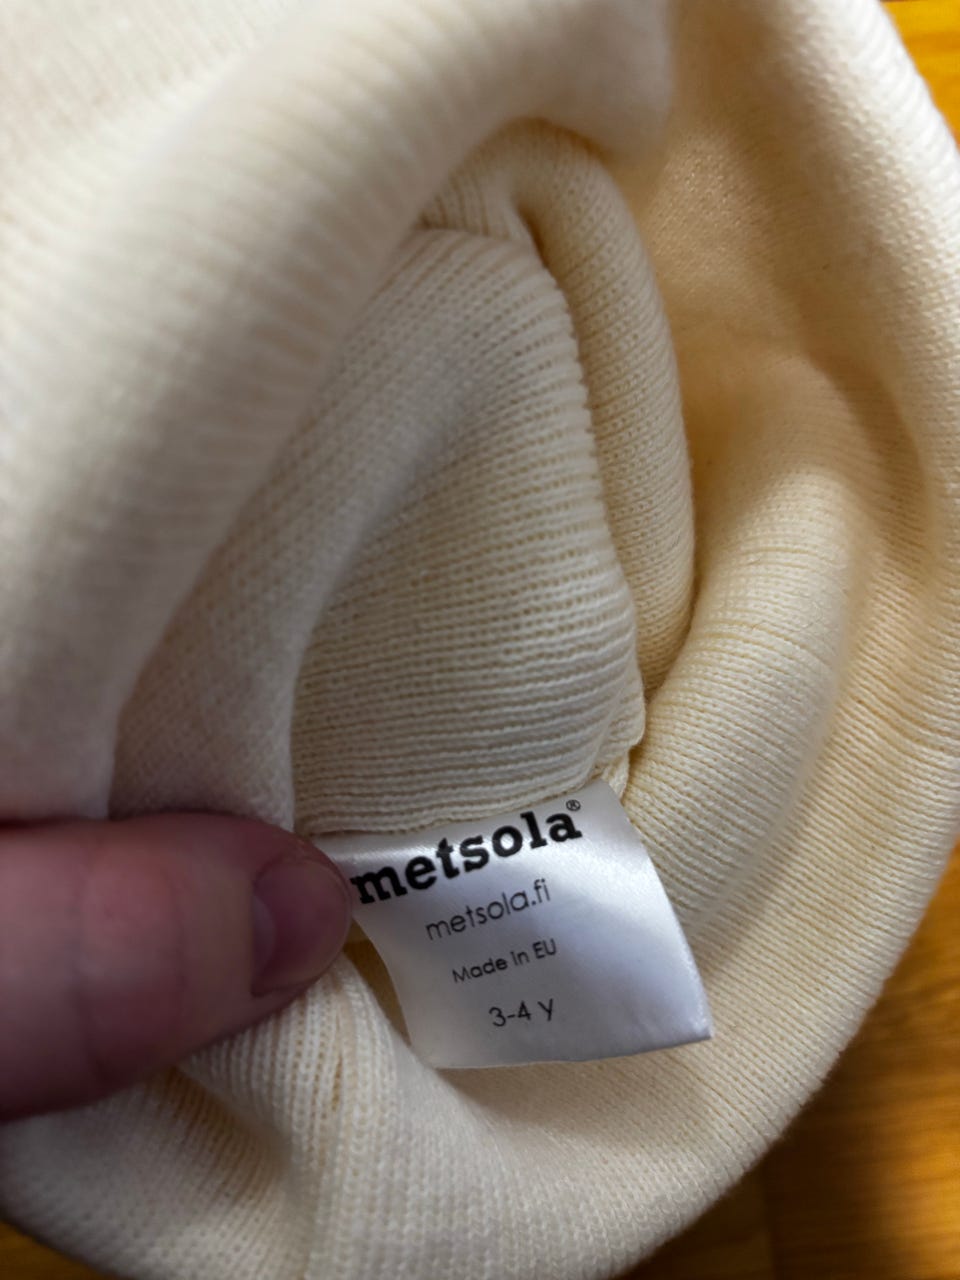 metsola®
metsola.fi
Made In EU
3-4 y